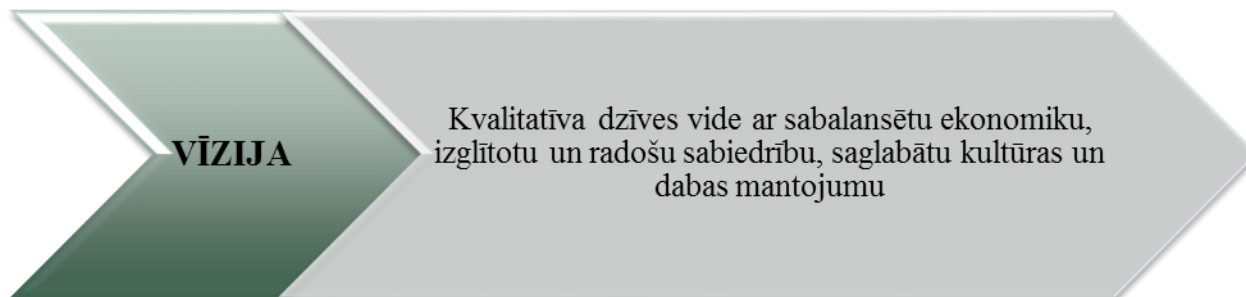 VĪZIJA
Kvalitatīva dzīves vide ar sabalansētu ekonomiku,
izglītotu un radošu sabiedrību, saglabātu kultūras un
dabas mantojumu